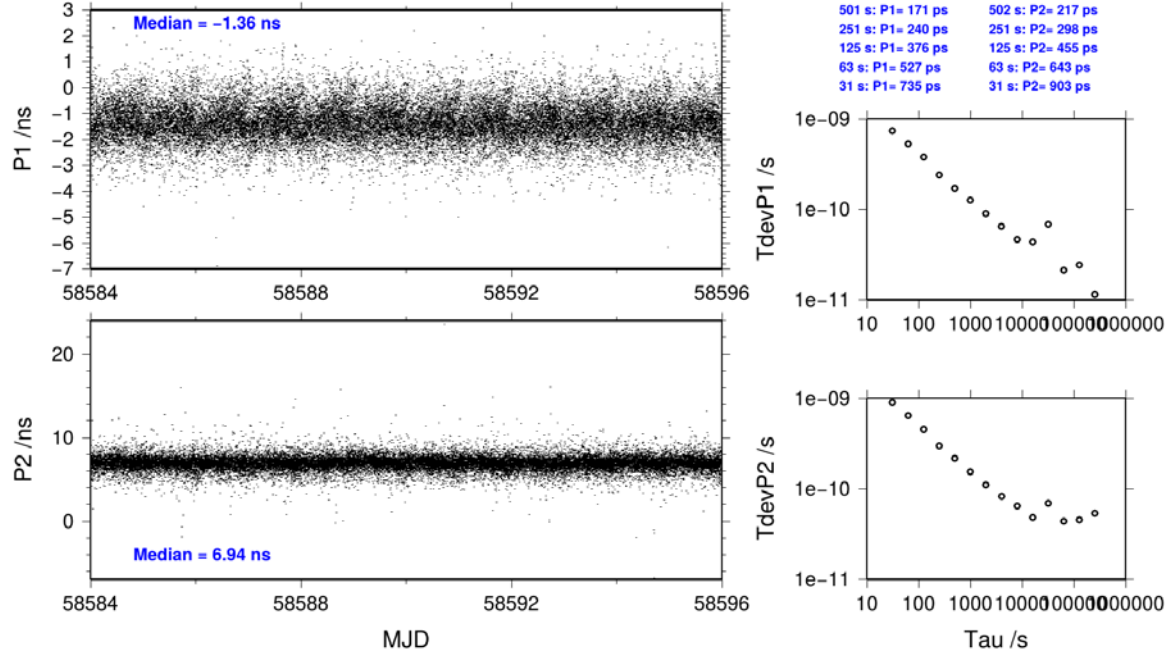 Median = −1.36 ns
P1 /ns
3
2
1
0
−1
−2
−3
−4
−5
−6
−7
58584 58588 58592 58596
P2 /ns
20
10
0
Median = 6.94 ns
58584 58588 58592 58596
MJD
501 s: P1= 171 ps 502 s: P2= 217 ps
251 s: P1= 240 ps 251 s: P2= 298 ps
125 s: P1= 376 ps 125 s: P2= 455 ps
63 s: P1= 527 ps 63 s: P2= 643 ps
31 s: P1= 735 ps 31 s: P2= 903 ps
TdevP1 /s
1e−09
1e−10
1e−11
10 100 1000 10000 100000 1000000
TdevP2 /s
1e−09
1e−10
1e−11
10 100 1000 10000 100000 1000000
Tau /s